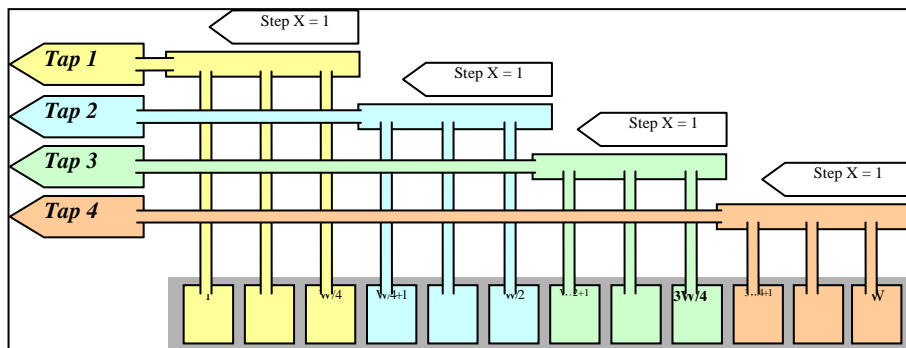 Step X = 1
Tap 1
Step X = 1
Tap 2
Step X = 1
Tap 3
Step X = 1
Tap 4
W/4
W/4+1
W/2
3W/4
W